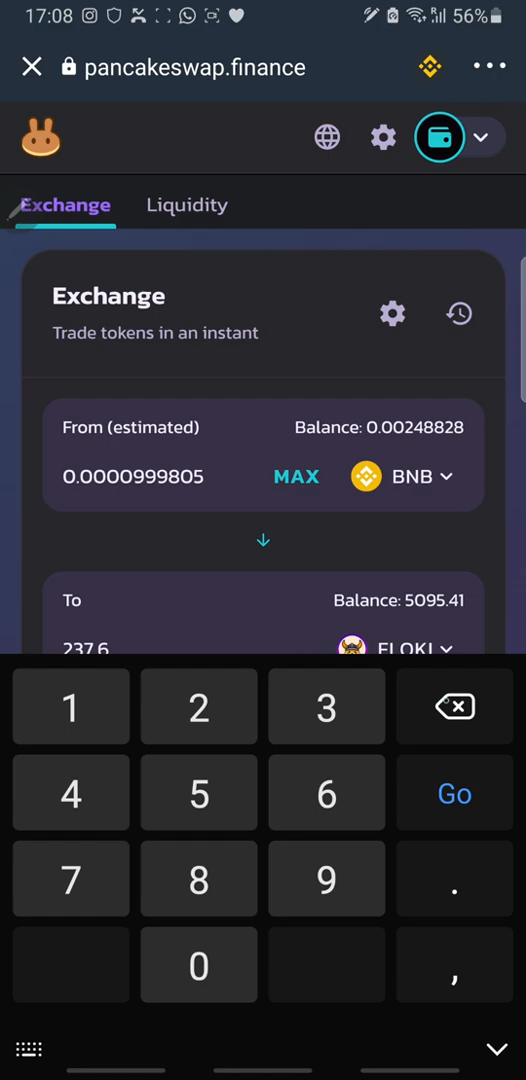 17:08 56%
pancakeswap.finance
Exchange Liquidity
Exchange
Trade tokens in an instant
From (estimated) Balance: 0.00248828
0.0000999805 MAX BNB
To Balance: 5095.41
237.6 FLOKI
1 2 3
4 5 6 Go
7 8 9 .
0 ,